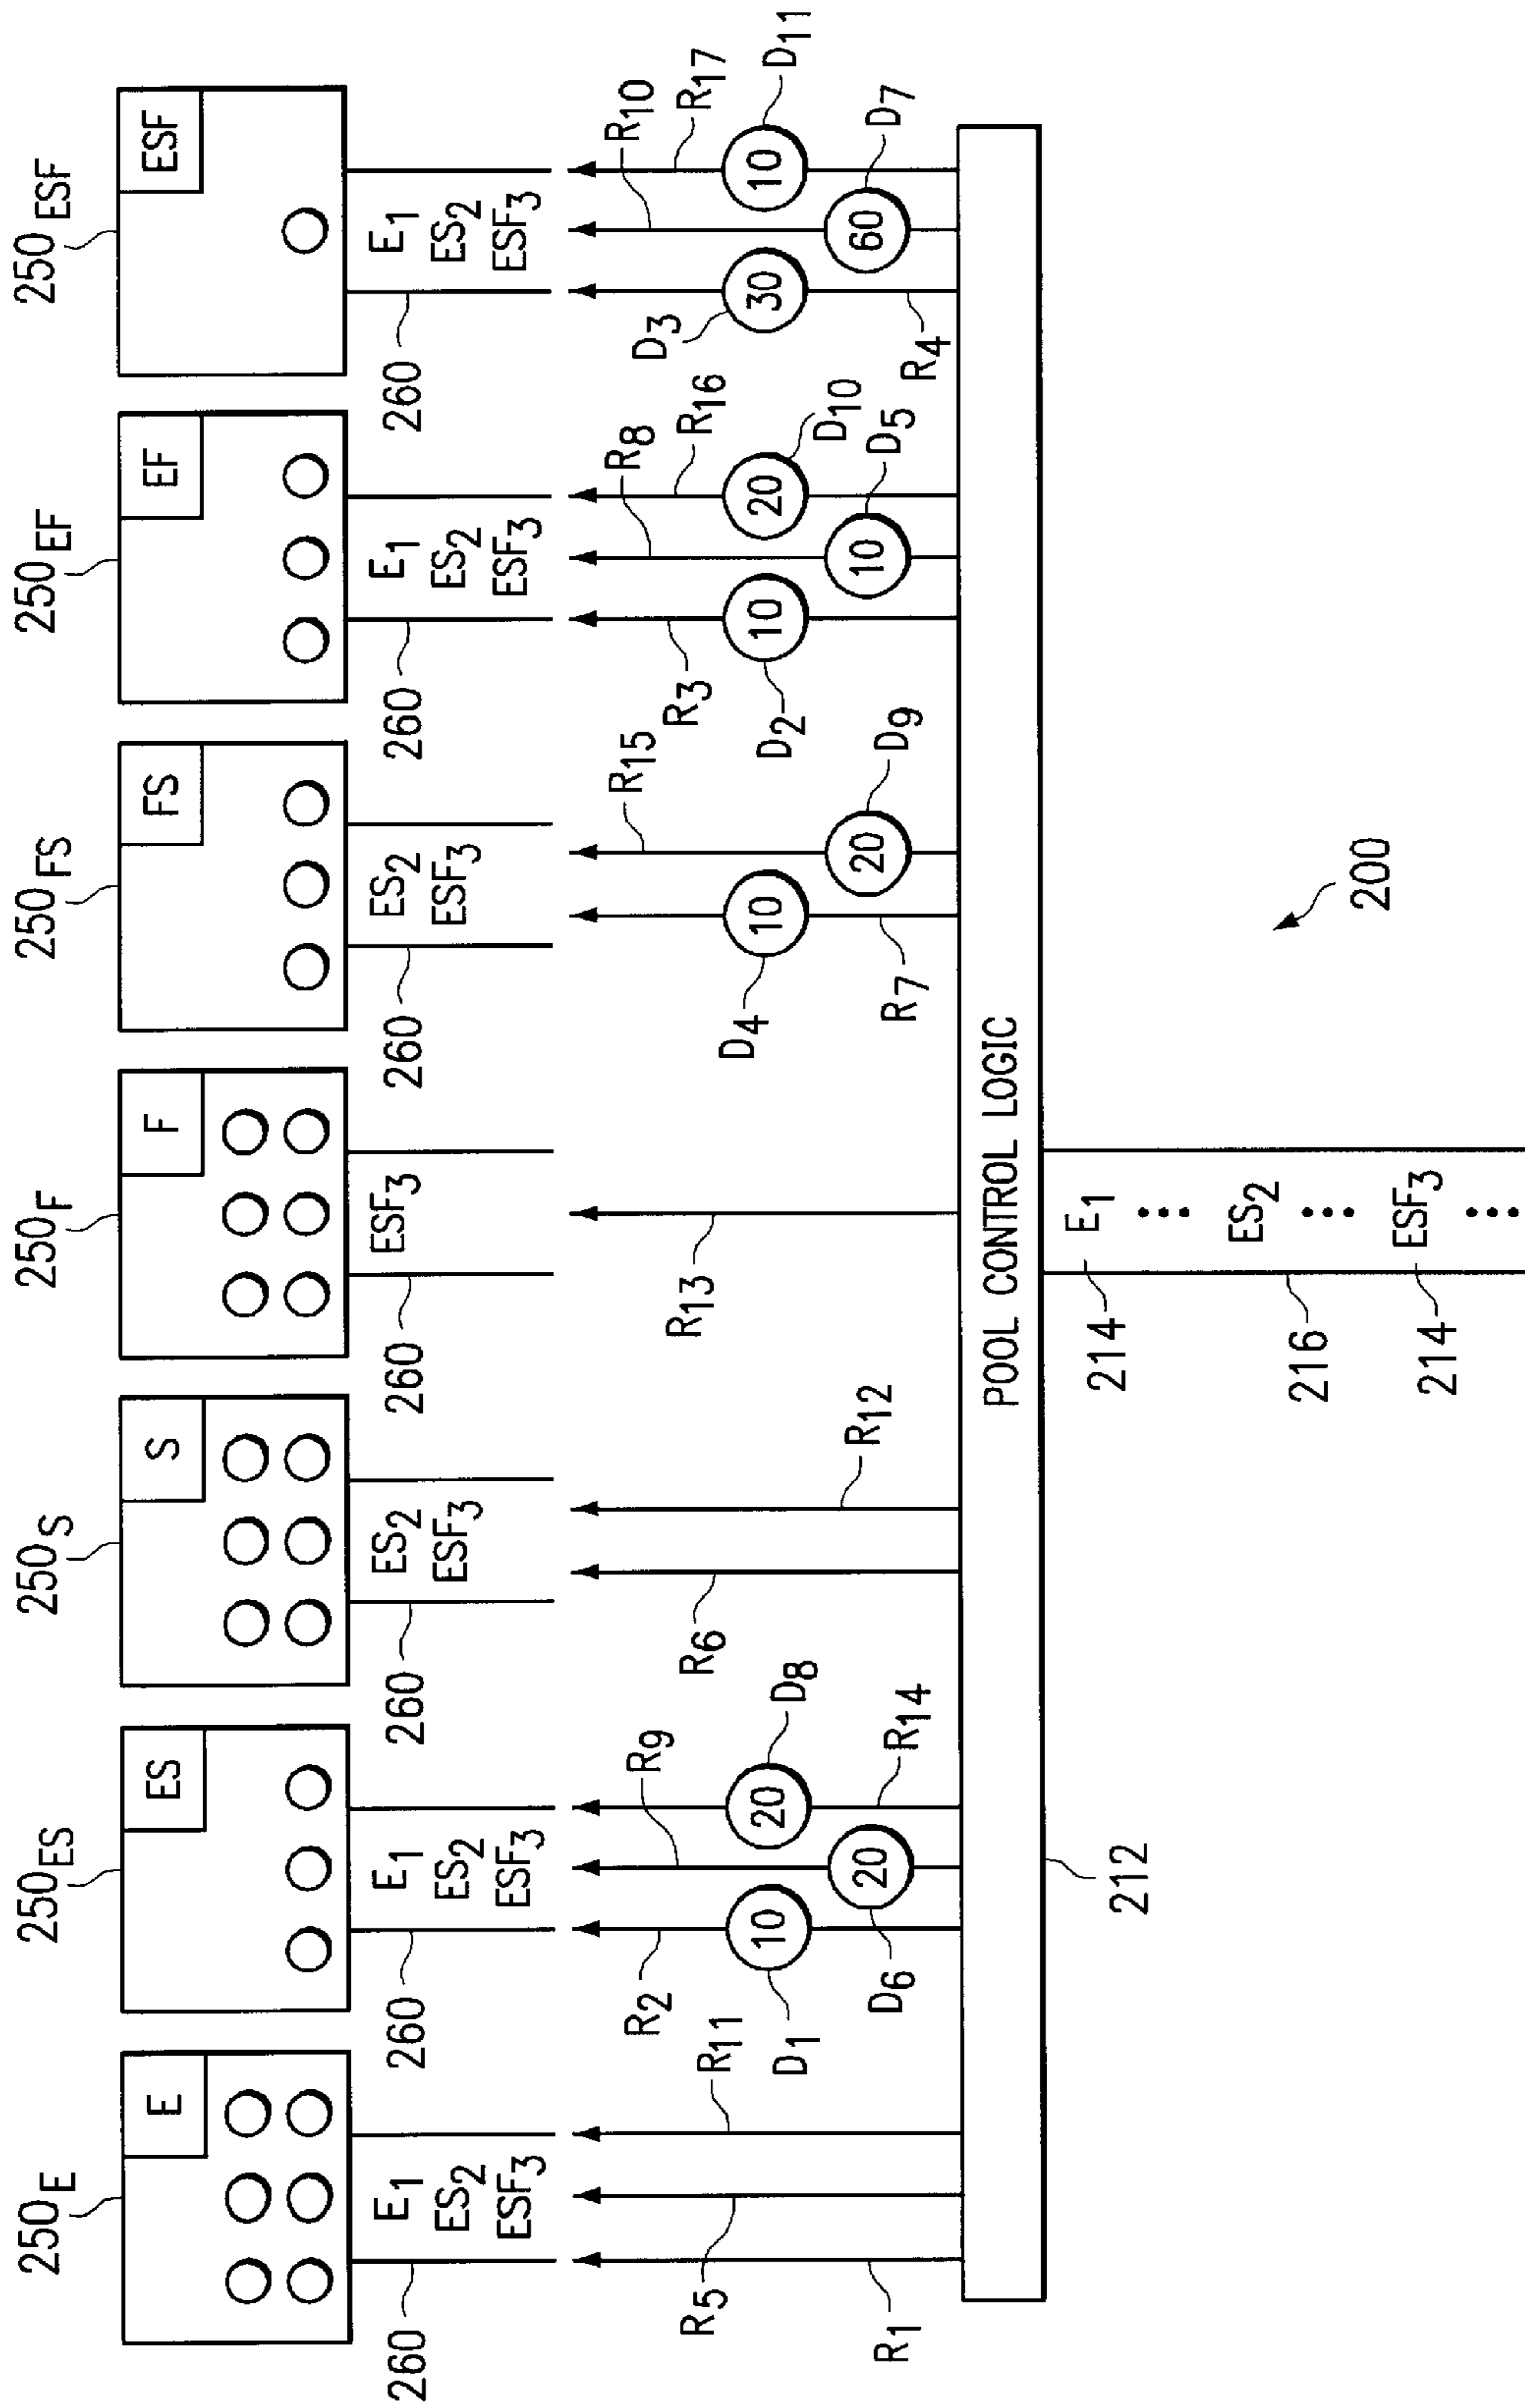 250E
250ES
250S
250F
250FS
250EF
250ESF
E
ES
S
F
FS
EF
ESF
260
E1
ES2
ESF3
260
E1
ES2
ESF3
260
ES2
ESF3
260
ESF3
260
ES2
ESF3
260
E1
ES2
ESF3
260
E1
ES2
ESF3
R1
R5
R11
R2
R9
R14
R6
R12
R13
R7
R15
R3
R8
R16
R4
R10
R17
D1
10
D6
20
D8
20
D4
10
D9
20
D2
10
D5
10
D10
20
D3
30
D7
60
D11
10
POOL CONTROL LOGIC
212
214
E1
216
ES2
214
ESF3
200